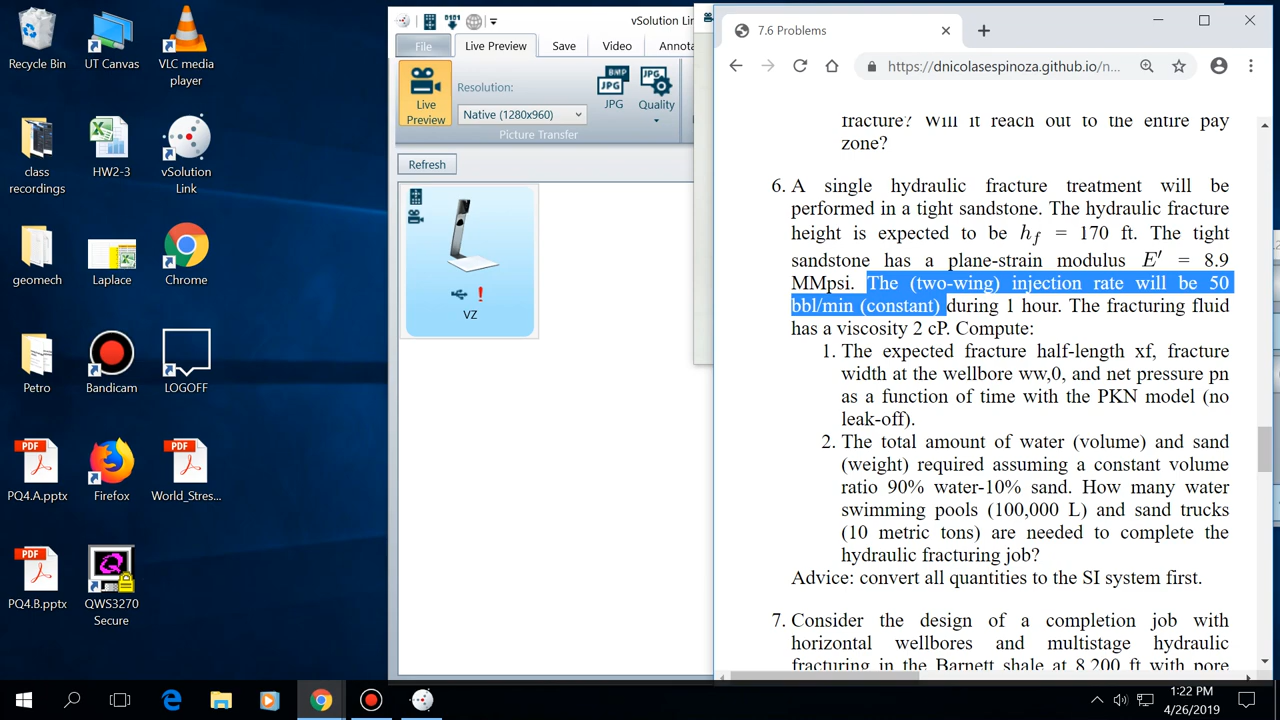 Recycle Bin
UT Canvas
VLC media
player
class
recordings
HW2-3
vSolution
Link
geomech
Laplace
Chrome
Petro
Bandicam
LOGOFF
PQ4.A.pptx
Firefox
World_Stres...
PQ4.B.pptx
QWS3270
Secure
vSolution Lin
File
Live Preview
Save
Video
Annota
Live
Preview
Resolution:
Native (1280x960)
Picture Transfer
BMP
JPG
JPG
JPG
Quality
Refresh
VZ
7.6 Problems
https://dnicolasespinoza.github.io/n...
fracture? Will it reach out to the entire pay
zone?
6. A single hydraulic fracture treatment will be
performed in a tight sandstone. The hydraulic fracture
height is expected to be hf = 170 ft. The tight
sandstone has a plane-strain modulus E′ = 8.9
MMpsi. The (two-wing) injection rate will be 50
bbl/min (constant) during 1 hour. The fracturing fluid
has a viscosity 2 cP. Compute:
1. The expected fracture half-length xf, fracture
width at the wellbore ww,0, and net pressure pn
as a function of time with the PKN model (no
leak-off).
2. The total amount of water (volume) and sand
(weight) required assuming a constant volume
ratio 90% water-10% sand. How many water
swimming pools (100,000 L) and sand trucks
(10 metric tons) are needed to complete the
hydraulic fracturing job?
Advice: convert all quantities to the SI system first.
7. Consider the design of a completion job with
horizontal wellbores and multistage hydraulic
fracturing in the Barnett shale at 8,200 ft with pore
1:22 PM
4/26/2019